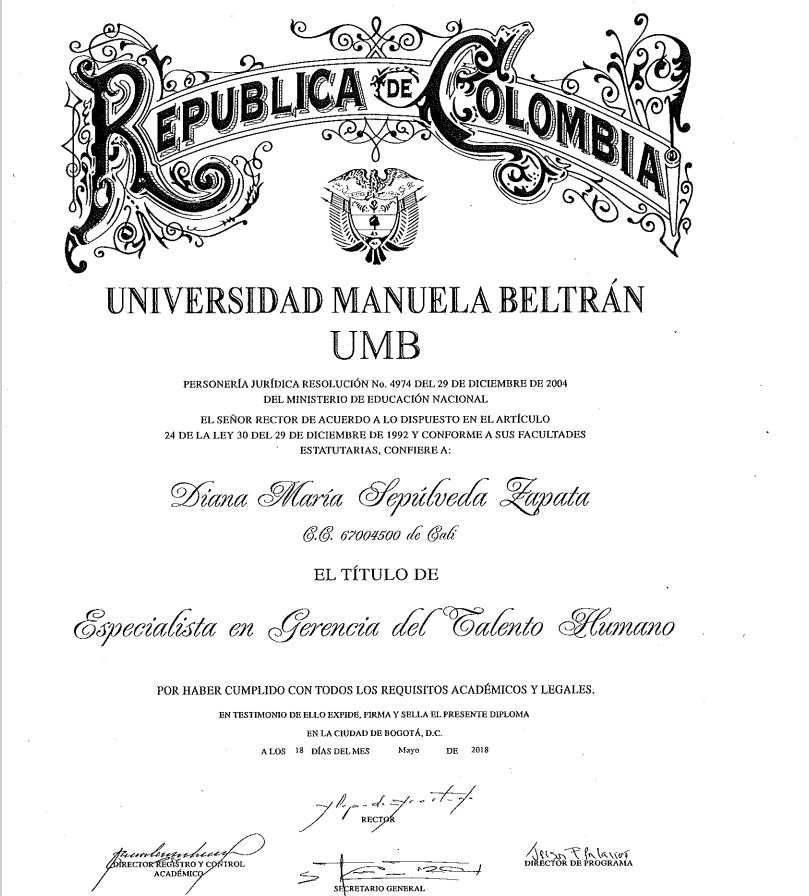 REPUBLICA DE COLOMBIA
UNIVERSIDAD MANUELA BELTRÁN
UMB
PERSONERÍA JURÍDICA RESOLUCIÓN No. 4974 DEL 29 DE DICIEMBRE DE 2004
DEL MINISTERIO DE EDUCACIÓN NACIONAL
EL SEÑOR RECTOR DE ACUERDO A LO DISPUESTO EN EL ARTÍCULO
24 DE LA LEY 30 DEL 29 DE DICIEMBRE DE 1992 Y CONFORME A SUS FACULTADES
ESTATUTARIAS, CONFIERE A:
Diana María Sepúlveda Zapata
C.C. 67004500 de Cali
EL TÍTULO DE
Especialista en Gerencia del Talento Humano
POR HABER CUMPLIDO CON TODOS LOS REQUISITOS ACADÉMICOS Y LEGALES.
EN TESTIMONIO DE ELLO EXPIDE, FIRMA Y SELLA EL PRESENTE DIPLOMA
EN LA CIUDAD DE BOGOTÁ, D.C.
A LOS 18 DÍAS DEL MES Mayo DE 2018
RECTOR
DIRECTOR REGISTRO Y CONTROL
ACADÉMICO
SECRETARIO GENERAL
DIRECTOR DE PROGRAMA